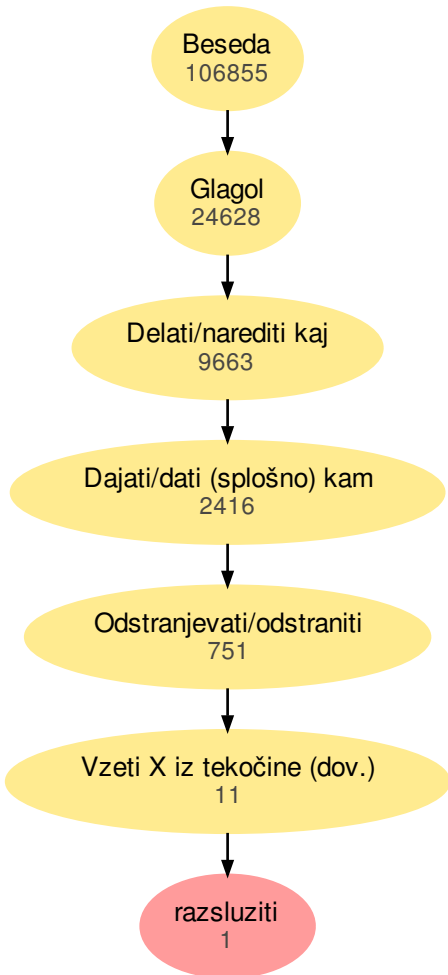 Beseda
106855
Glagol
24628
Delati/narediti kaj
9663
Dajati/dati (splošno) kam
2416
Odstranjevati/odstraniti
751
Vzeti X iz tekočine (dov.)
11
razsluziti
1